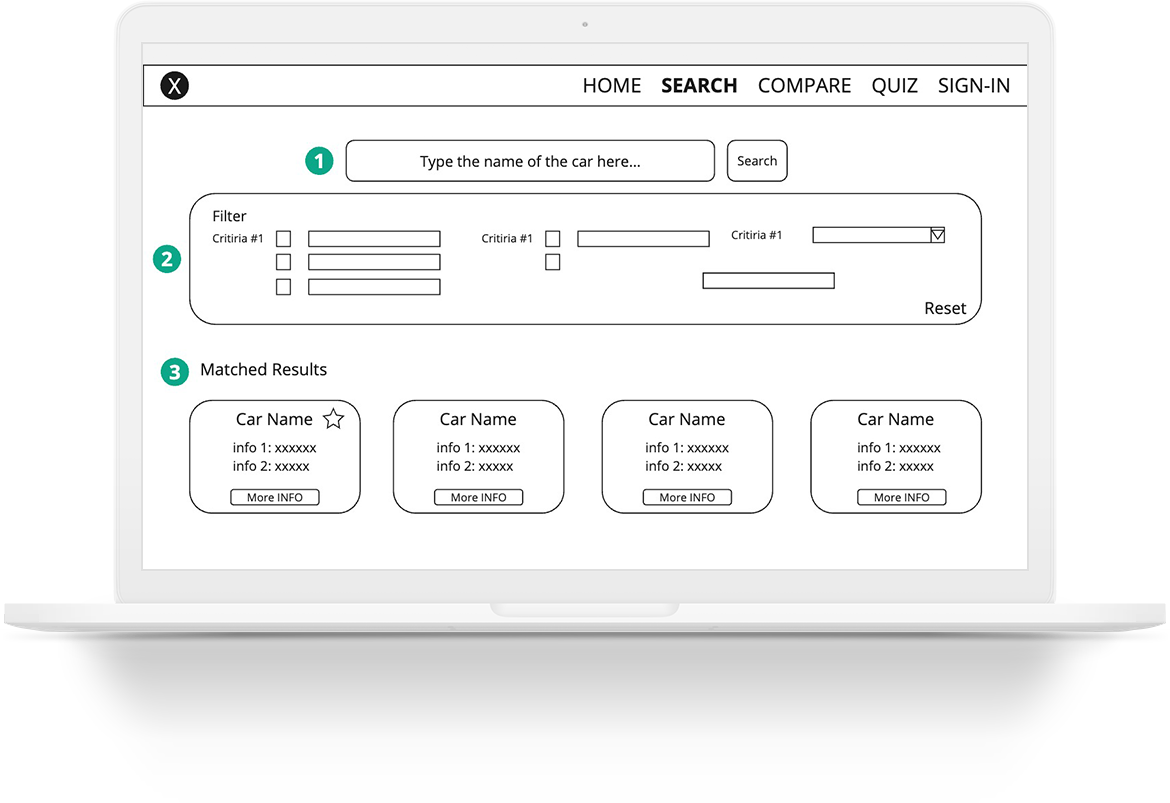 X HOME SEARCH COMPARE QUIZ SIGN-IN
1 Type the name of the car here... Search
Filter
Critiria #1 Critiria #1 Critiria #1
2
Reset
3 Matched Results
Car Name Car Name Car Name Car Name
info 1: xxxxxx info 1: xxxxxx info 1: xxxxxx info 1: xxxxxx
info 2: xxxxx info 2: xxxxx info 2: xxxxx info 2: xxxxx
More INFO More INFO More INFO More INFO